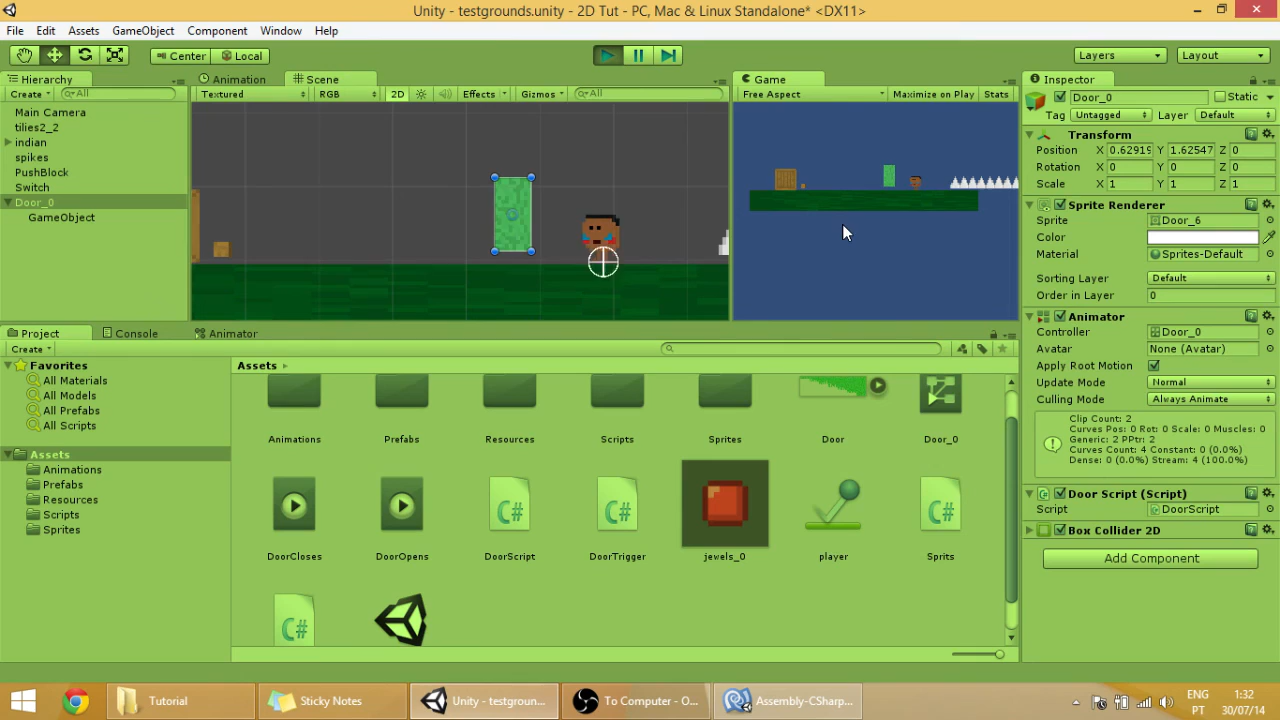 Unity - testgrounds.unity - 2D Tut - PC, Mac & Linux Standalone* <DX11>
File Edit Assets GameObject Component Window Help
Center Local Layers Layout
Hierarchy
Create All
Main Camera
tilies2_2
indian
spikes
PushBlock
Switch
Door_0
GameObject
Animation Scene
Textured RGB 2D Effects Gizmos All
Game
Free Aspect Maximize on Play Stats
Inspector
Door_0 Static
Tag Untagged Layer Default
Transform
Position X 0.62919 Y 1.62547 Z 0
Rotation X 0 Y 0 Z 0
Scale X 1 Y 1 Z 1
Sprite Renderer
Sprite Door_6
Color
Material Sprites-Default
Sorting Layer Default
Order in Layer 0
Animator
Controller Door_0
Avatar None (Avatar)
Apply Root Motion
Update Mode Normal
Culling Mode Always Animate
Clip Count: 2
Curves Pos: 0 Rot: 0 Scale: 0 Muscles: 0
Generic: 2 PPtr: 2
Curves Count: 4 Constant: 0 (0.0%)
Dense: 0 (0.0%) Stream: 4 (100.0%)
Door Script (Script)
Script DoorScript
Box Collider 2D
Add Component
Project Console Animator
Create
Favorites
All Materials
All Models
All Prefabs
All Scripts
Assets
Animations
Prefabs
Resources
Scripts
Sprites
Assets
Animations Prefabs Resources Scripts Sprites Door Door_0
C# C# C#
DoorCloses DoorOpens DoorScript DoorTrigger jewels_0 player Sprits
C#
Tutorial Sticky Notes Unity - testgroun... To Computer - O... Assembly-CSharp...
ENG 1:32
PT 30/07/14